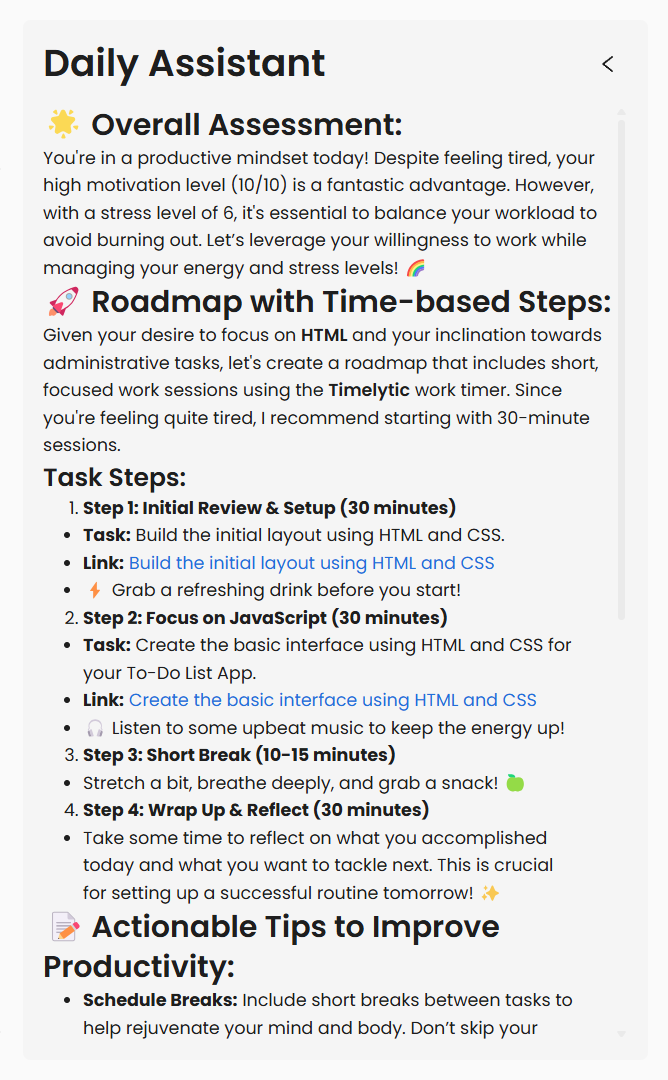 Daily Assistant
🌟 Overall Assessment:
You're in a productive mindset today! Despite feeling tired, your
high motivation level (10/10) is a fantastic advantage. However,
with a stress level of 6, it's essential to balance your workload to
avoid burning out. Let’s leverage your willingness to work while
managing your energy and stress levels! 🌈
🚀 Roadmap with Time-based Steps:
Given your desire to focus on HTML and your inclination towards
administrative tasks, let's create a roadmap that includes short,
focused work sessions using the Timelytic work timer. Since
you're feeling quite tired, I recommend starting with 30-minute
sessions.
Task Steps:
1. Step 1: Initial Review & Setup (30 minutes)
• Task: Build the initial layout using HTML and CSS.
• Link: Build the initial layout using HTML and CSS
• ⚡ Grab a refreshing drink before you start!
2. Step 2: Focus on JavaScript (30 minutes)
• Task: Create the basic interface using HTML and CSS for
your To-Do List App.
• Link: Create the basic interface using HTML and CSS
• 🎧 Listen to some upbeat music to keep the energy up!
3. Step 3: Short Break (10-15 minutes)
• Stretch a bit, breathe deeply, and grab a snack! 🍏
4. Step 4: Wrap Up & Reflect (30 minutes)
• Take some time to reflect on what you accomplished
today and what you want to tackle next. This is crucial
for setting up a successful routine tomorrow! ✨
📝 Actionable Tips to Improve
Productivity:
• Schedule Breaks: Include short breaks between tasks to
help rejuvenate your mind and body. Don’t skip your